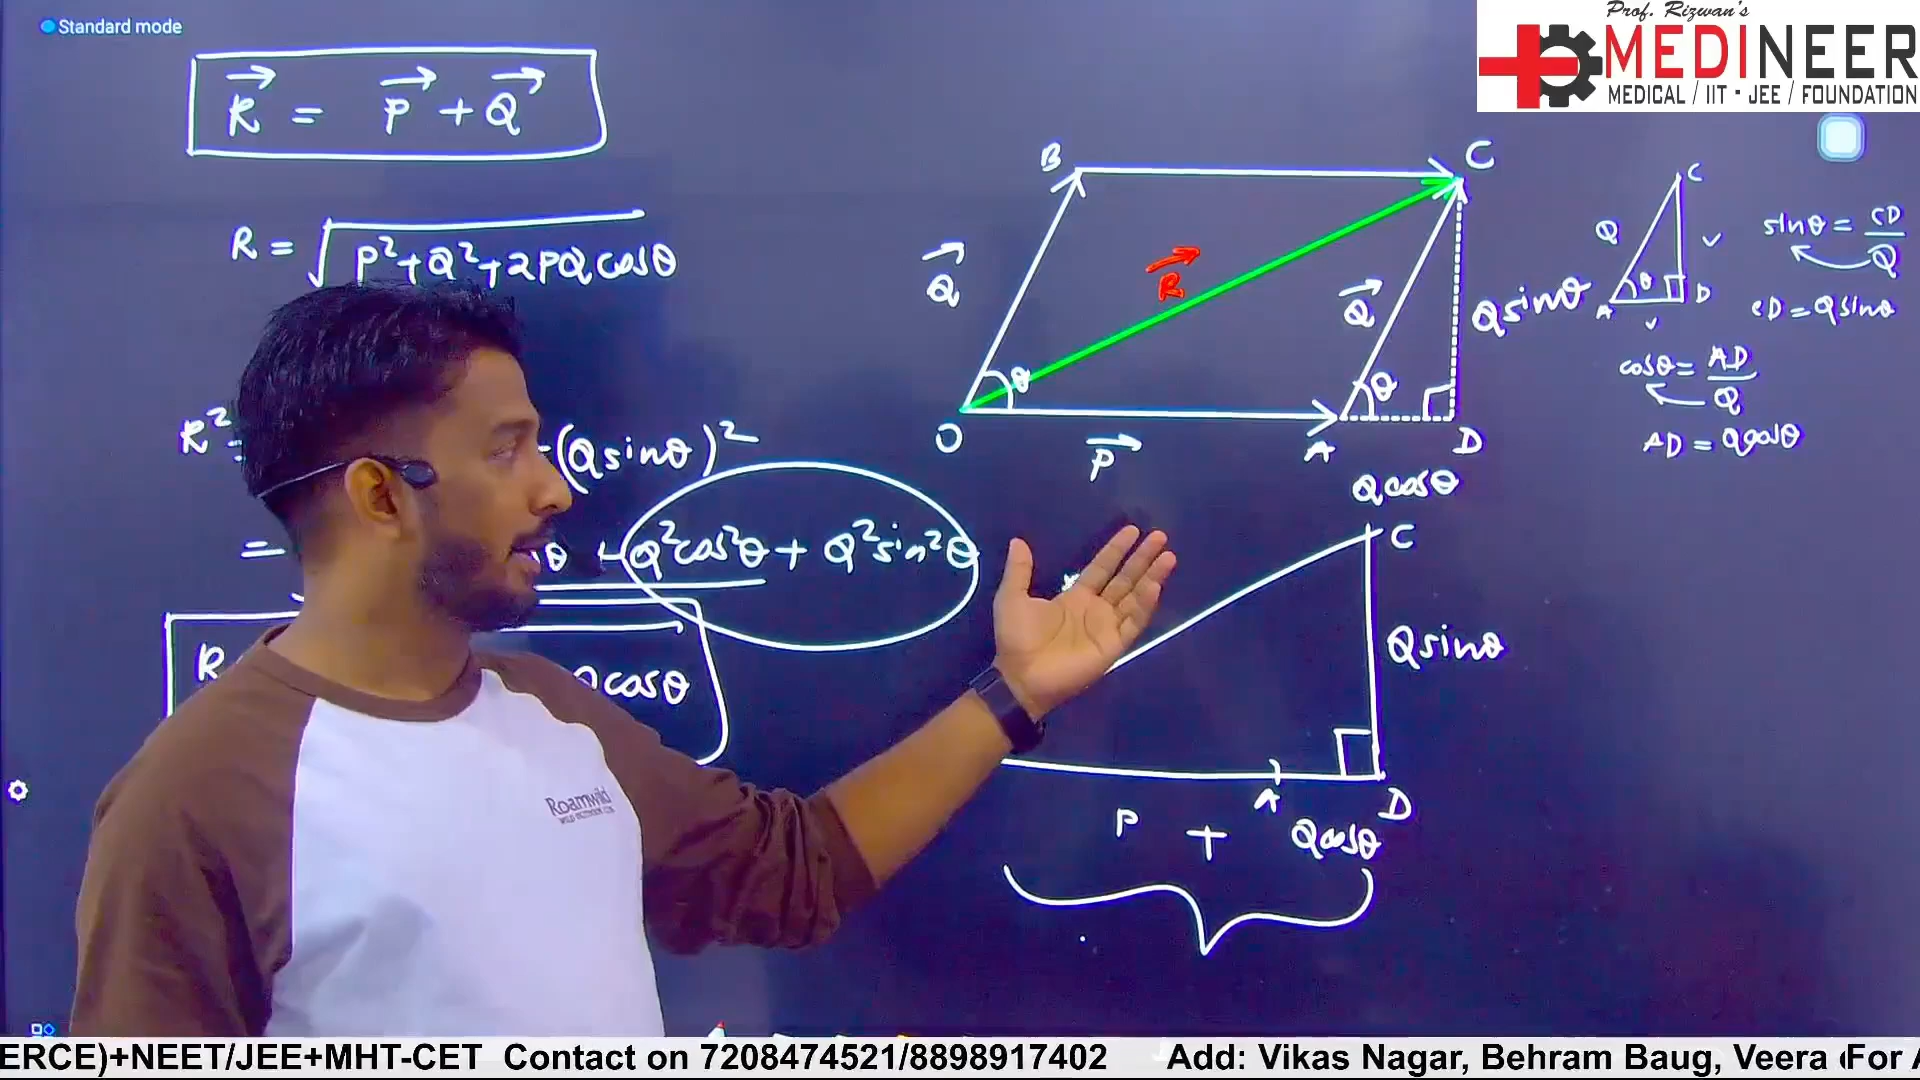 Standard mode
Prof. Rizwan's
MEDINEER
MEDICAL / IIT - JEE / FOUNDATION
R = P + Q
R = √P²+Q²+2PQcosθ
R² =
(Qsinθ)²
=
θ + Q²cos²θ + Q²sin²θ
R
cosθ
B
C
Q
R
Q
Qsinθ
θ
θ
O
P
A
D
Qcosθ
C
Q
θ
A
D
sinθ = CD/Q
CD = Qsinθ
cosθ = AD/Q
AD = Qcosθ
C
Qsinθ
A
D
P + Qcosθ
Roamwild
ERCE)+NEET/JEE+MHT-CET Contact on 7208474521/8898917402 Add: Vikas Nagar, Behram Baug, Veera For A